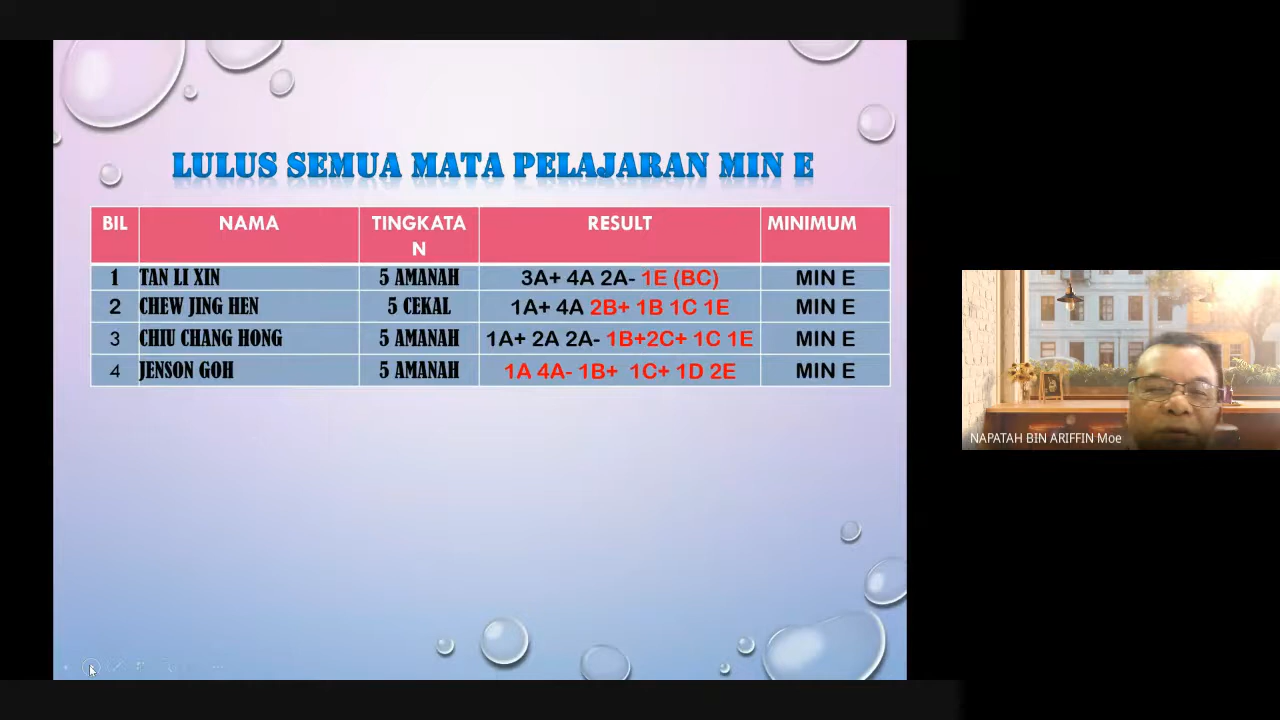 LULUS SEMUA MATA PELAJARAN MIN E
BIL NAMA TINGKATA RESULT MINIMUM
N
1 TAN LI XIN 5 AMANAH 3A+ 4A 2A- 1E (BC) MIN E
2 CHEW JING HEN 5 CEKAL 1A+ 4A 2B+ 1B 1C 1E MIN E
3 CHIU CHANG HONG 5 AMANAH 1A+ 2A 2A- 1B+2C+ 1C 1E MIN E
4 JENSON GOH 5 AMANAH 1A 4A- 1B+ 1C+ 1D 2E MIN E
NAPATAH BIN ARIFFIN Moe